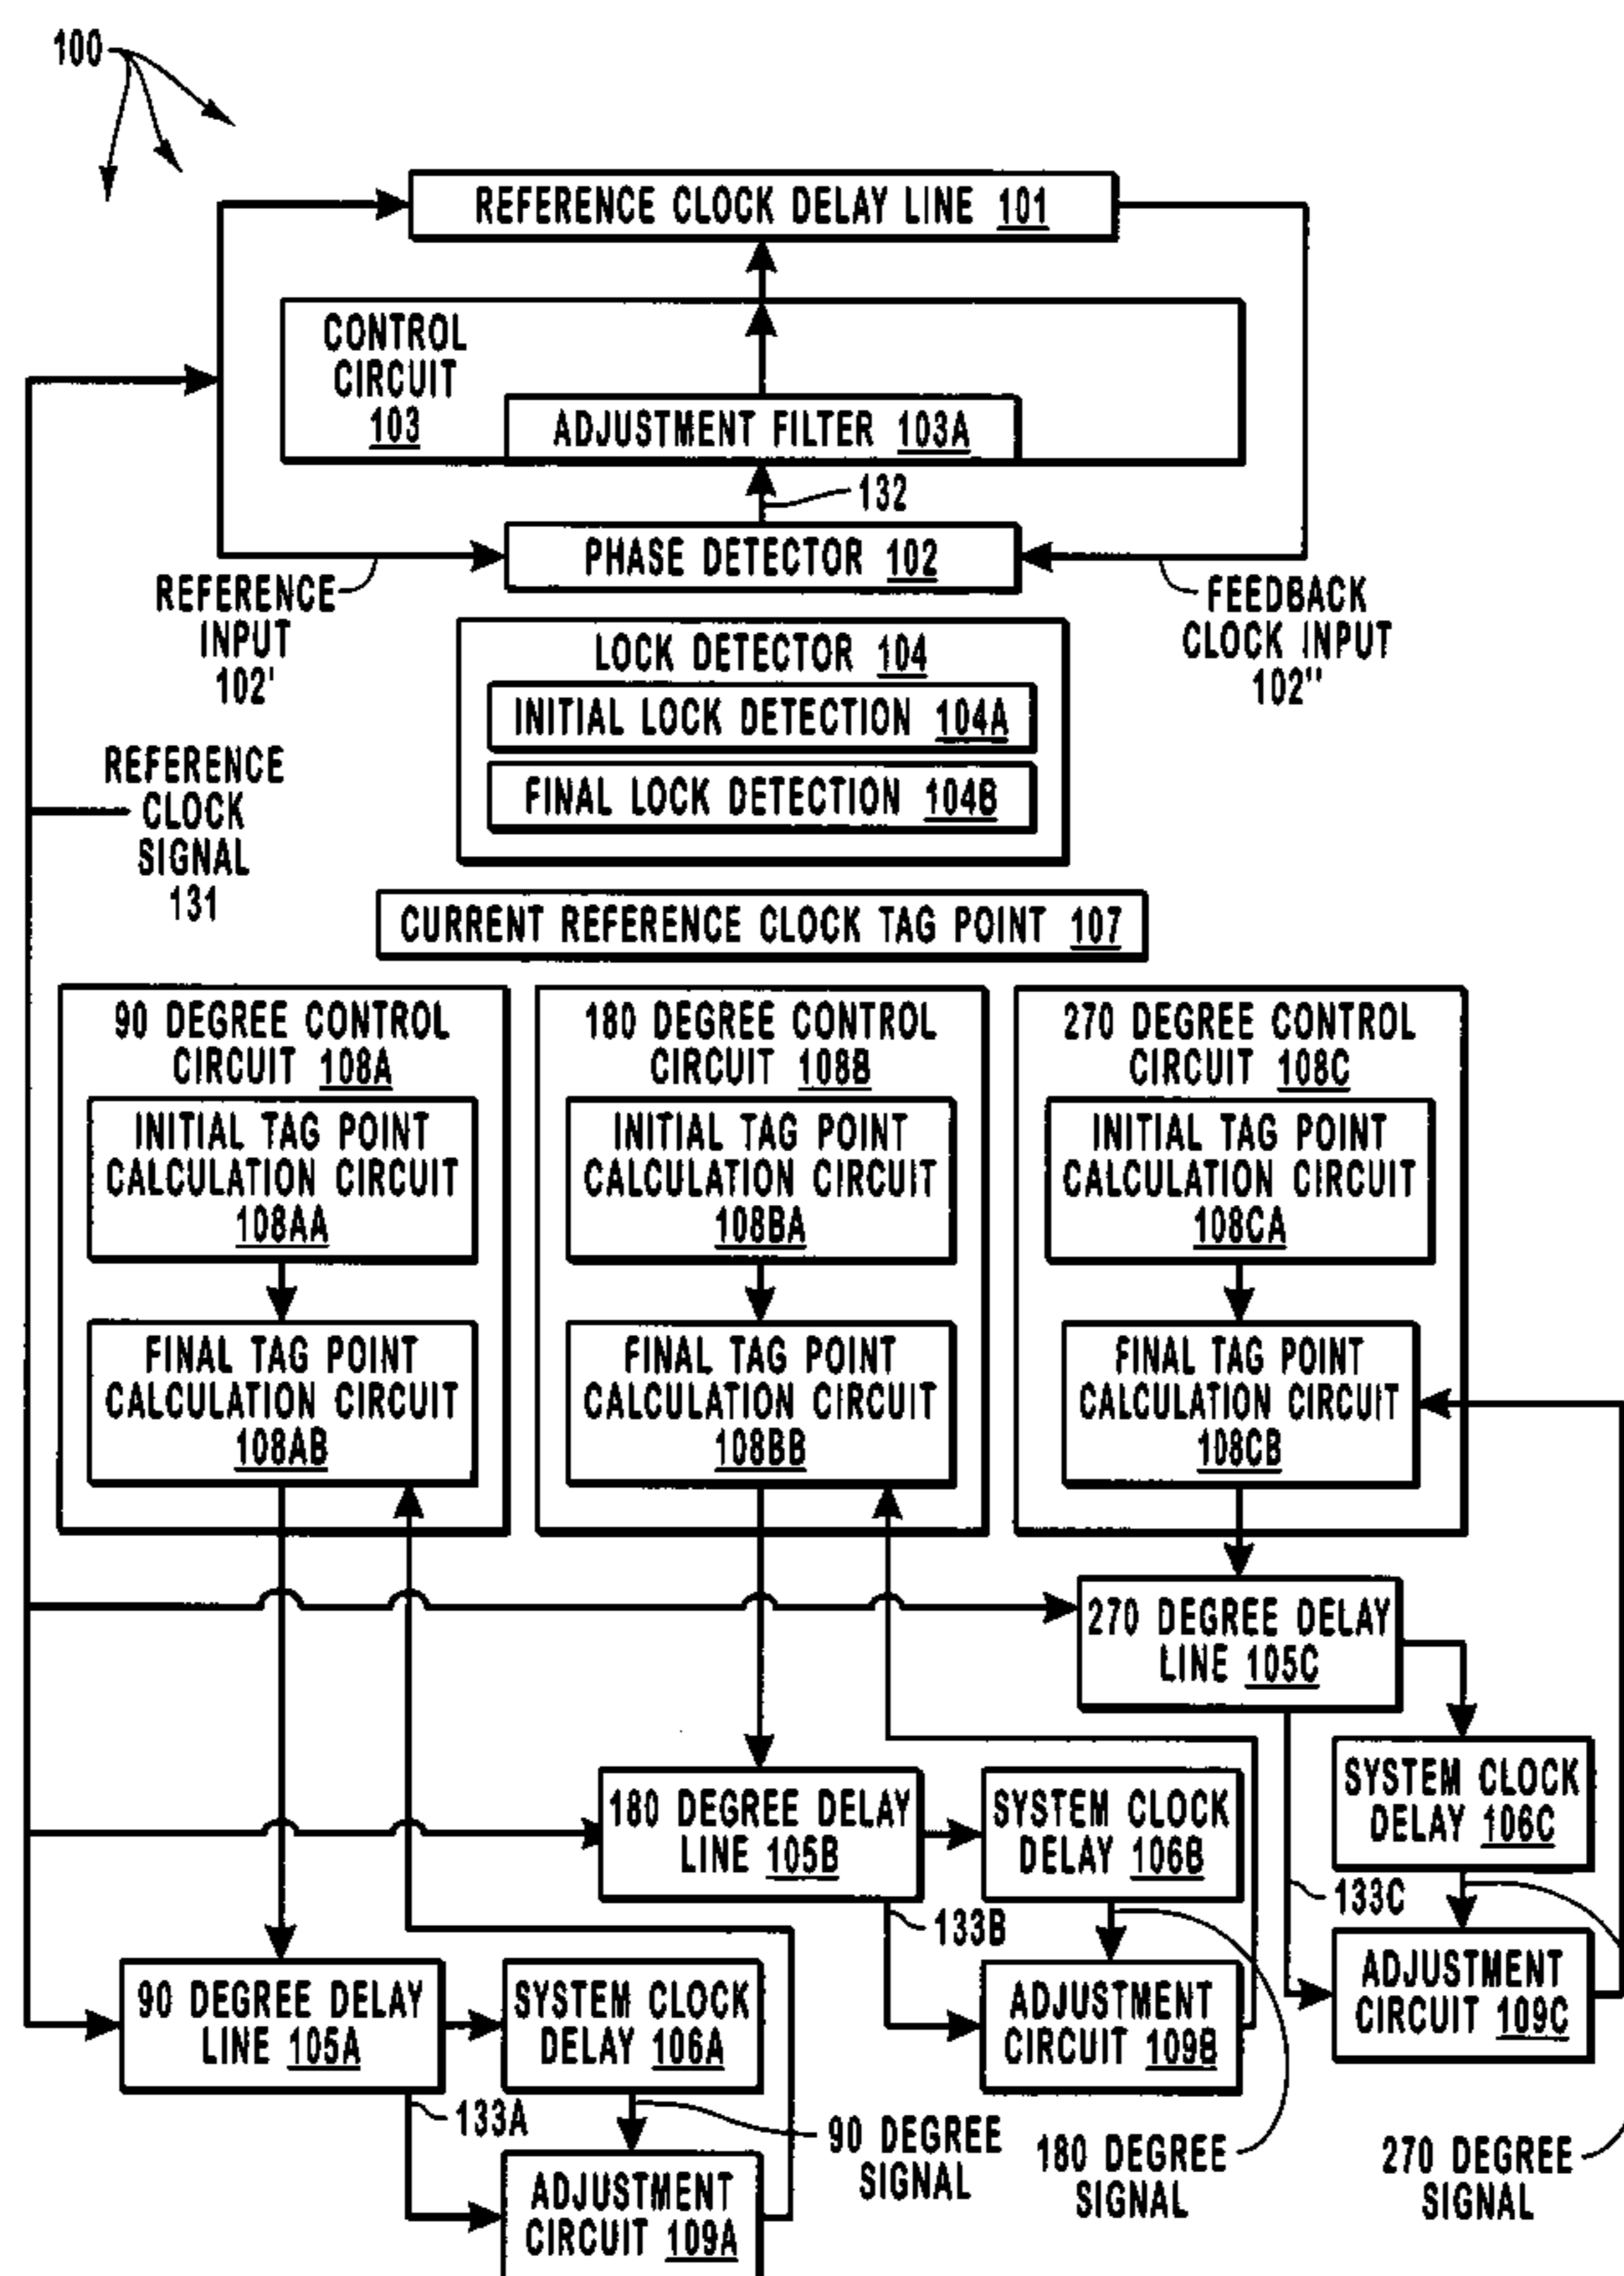 100
REFERENCE CLOCK DELAY LINE 101
CONTROL
CIRCUIT
103
ADJUSTMENT FILTER 103A
132
PHASE DETECTOR 102
REFERENCE
INPUT
102'
FEEDBACK
CLOCK INPUT
102"
LOCK DETECTOR 104
INITIAL LOCK DETECTION 104A
FINAL LOCK DETECTION 104B
REFERENCE
CLOCK
SIGNAL
131
CURRENT REFERENCE CLOCK TAG POINT 107
90 DEGREE CONTROL
CIRCUIT 108A
INITIAL TAG POINT
CALCULATION CIRCUIT
108AA
FINAL TAG POINT
CALCULATION CIRCUIT
108AB
180 DEGREE CONTROL
CIRCUIT 108B
INITIAL TAG POINT
CALCULATION CIRCUIT
108BA
FINAL TAG POINT
CALCULATION CIRCUIT
108BB
270 DEGREE CONTROL
CIRCUIT 108C
INITIAL TAG POINT
CALCULATION CIRCUIT
108CA
FINAL TAG POINT
CALCULATION CIRCUIT
108CB
270 DEGREE DELAY
LINE 105C
SYSTEM CLOCK
DELAY 106C
133C
ADJUSTMENT
CIRCUIT 109C
270 DEGREE
SIGNAL
180 DEGREE DELAY
LINE 105B
SYSTEM CLOCK
DELAY 106B
133B
ADJUSTMENT
CIRCUIT 109B
180 DEGREE
SIGNAL
90 DEGREE DELAY
LINE 105A
SYSTEM CLOCK
DELAY 106A
133A
90 DEGREE
SIGNAL
ADJUSTMENT
CIRCUIT 109A